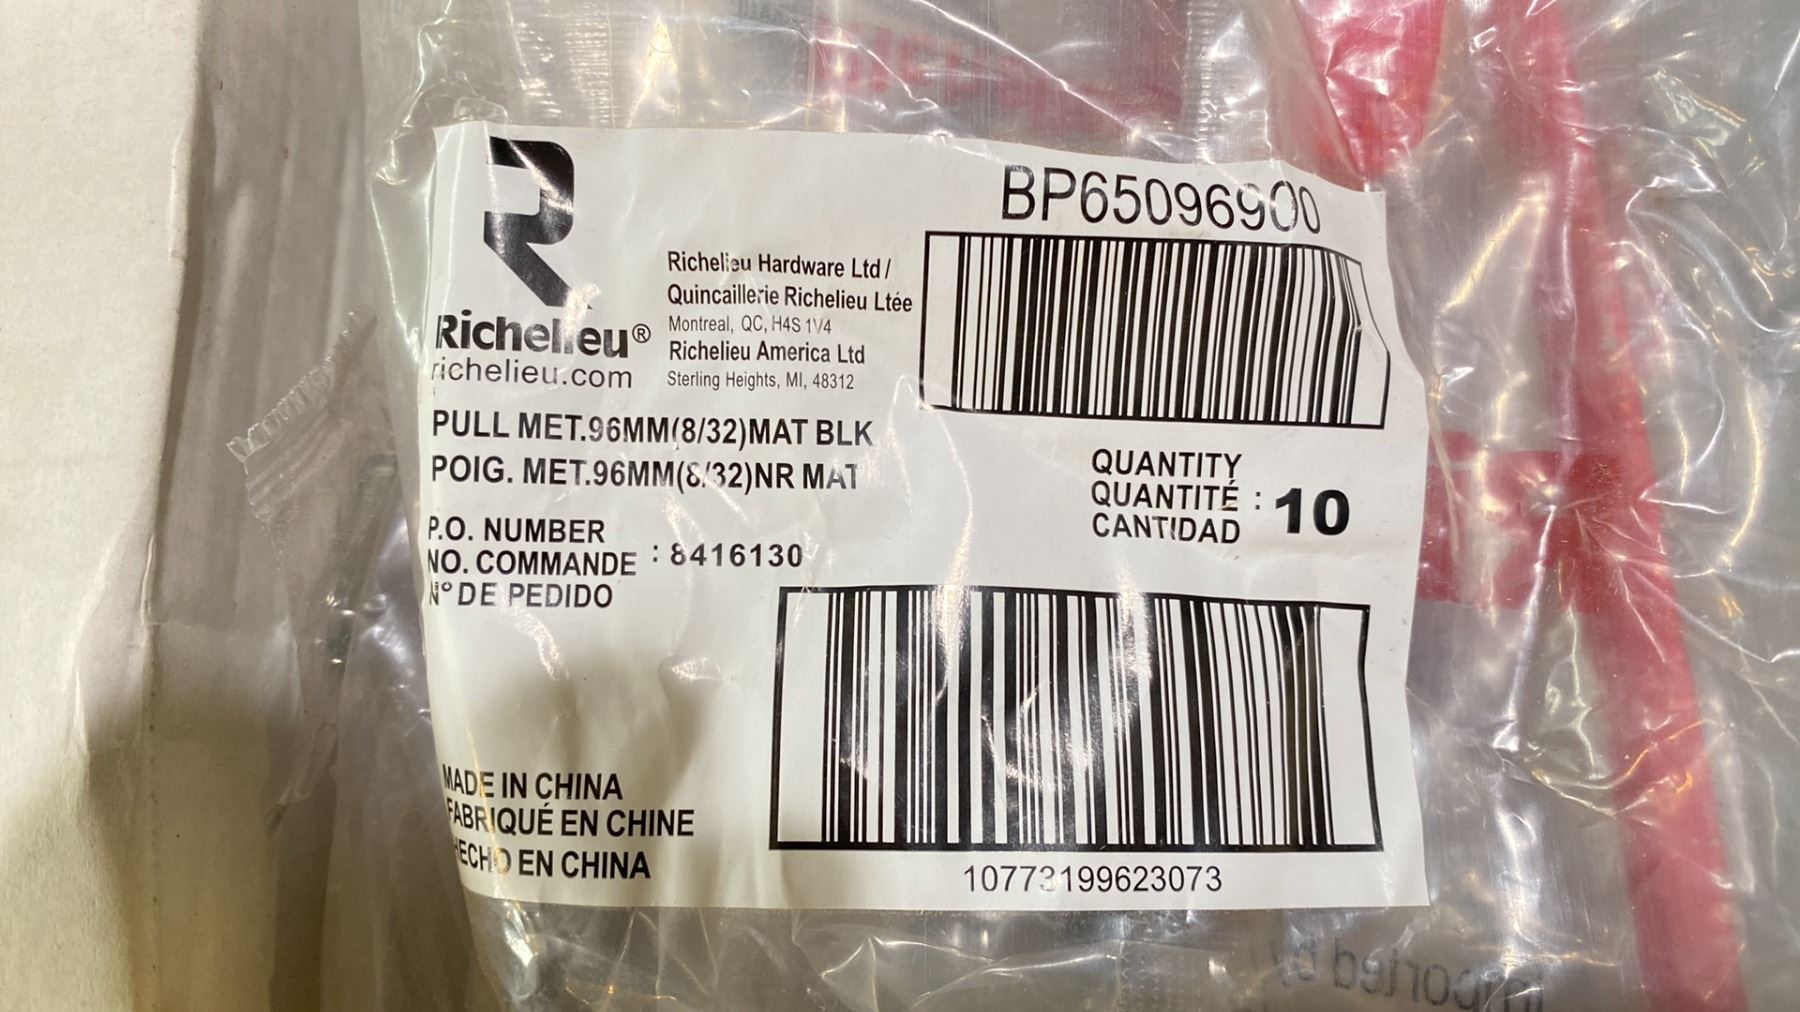 BP65096900
Richelieu®
richelieu.com
Richelieu Hardware Ltd /
Quincaillerie Richelieu Ltée
Montreal, QC, H4S 1V4
Richelieu America Ltd
Sterling Heights, MI, 48312
PULL MET.96MM(8/32)MAT BLK
POIG. MET.96MM(8/32)NR MAT
QUANTITY
QUANTITÉ : 10
CANTIDAD
P.O. NUMBER
NO. COMMANDE : 8416130
N° DE PEDIDO
MADE IN CHINA
FABRIQUÉ EN CHINE
HECHO EN CHINA
10773199623073
Imported by